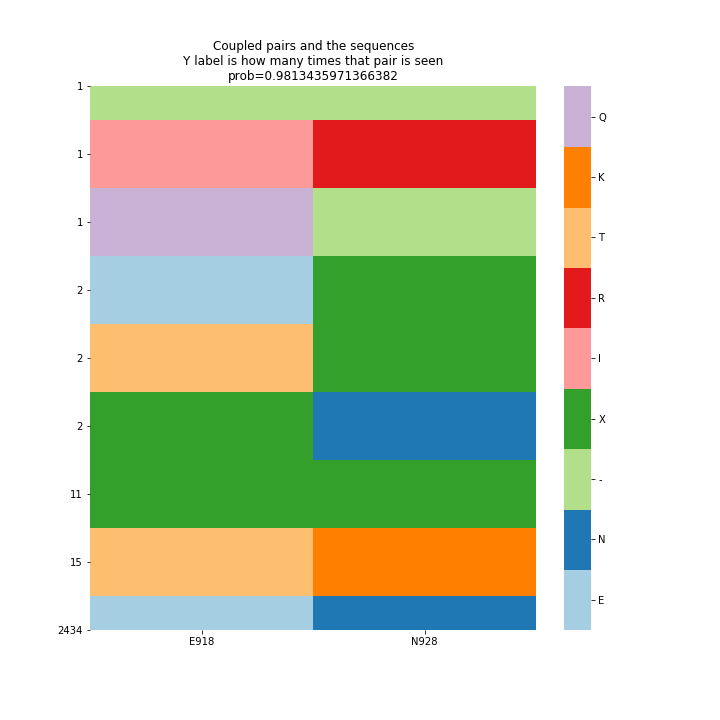 Coupled pairs and the sequences
Y label is how many times that pair is seen
prob=0.9813435971366382
1
1
1
2
2
2
11
15
2434
E918
N928
Q
K
T
R
I
X
-
N
E